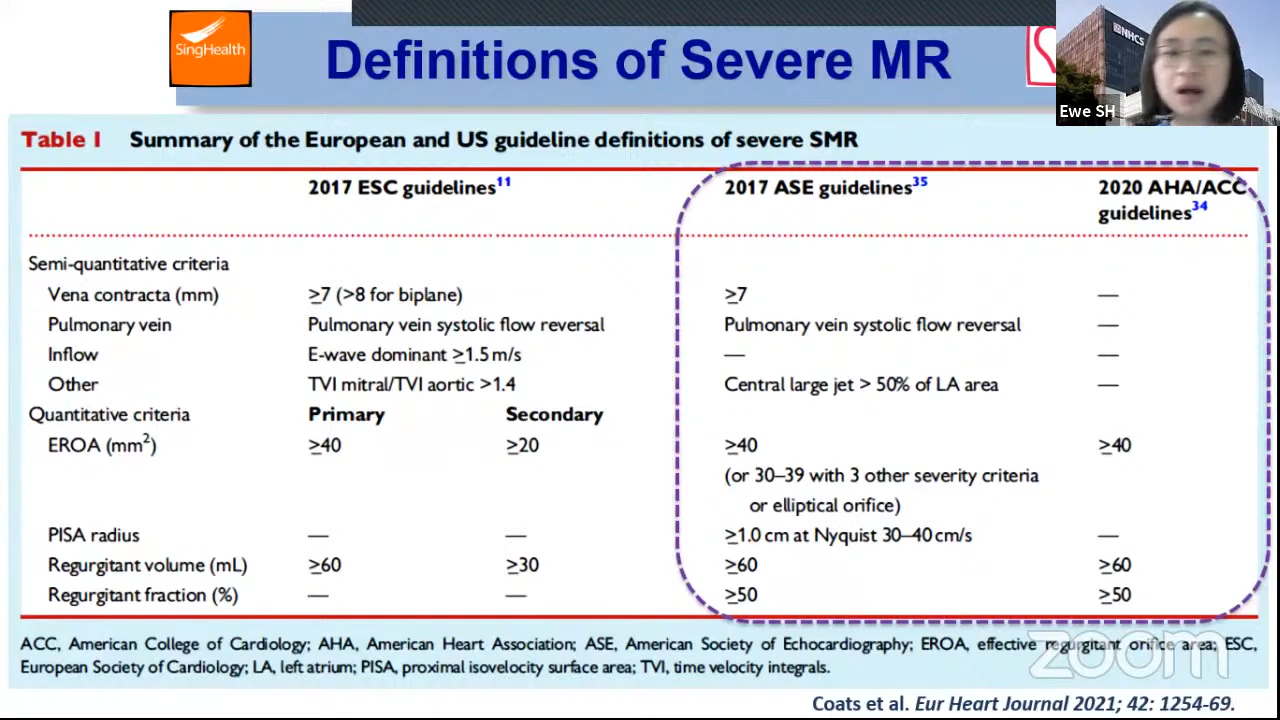 SingHealth
Definitions of Severe MR
NHCS
Ewe SH
Table I Summary of the European and US guideline definitions of severe SMR
2017 ESC guidelines11 2017 ASE guidelines35 2020 AHA/ACC
guidelines34
Semi-quantitative criteria
Vena contracta (mm) ≥7 (>8 for biplane) ≥7 —
Pulmonary vein Pulmonary vein systolic flow reversal Pulmonary vein systolic flow reversal —
Inflow E-wave dominant ≥1.5 m/s — —
Other TVI mitral/TVI aortic >1.4 Central large jet > 50% of LA area —
Quantitative criteria Primary Secondary
EROA (mm2) ≥40 ≥20 ≥40 ≥40
(or 30–39 with 3 other severity criteria
or elliptical orifice)
PISA radius — — ≥1.0 cm at Nyquist 30–40 cm/s —
Regurgitant volume (mL) ≥60 ≥30 ≥60 ≥60
Regurgitant fraction (%) — — ≥50 ≥50
ACC, American College of Cardiology; AHA, American Heart Association; ASE, American Society of Echocardiography; EROA, effective regurgitant orifice area; ESC,
European Society of Cardiology; LA, left atrium; PISA, proximal isovelocity surface area; TVI, time velocity integrals.
zoom
Coats et al. Eur Heart Journal 2021; 42: 1254-69.